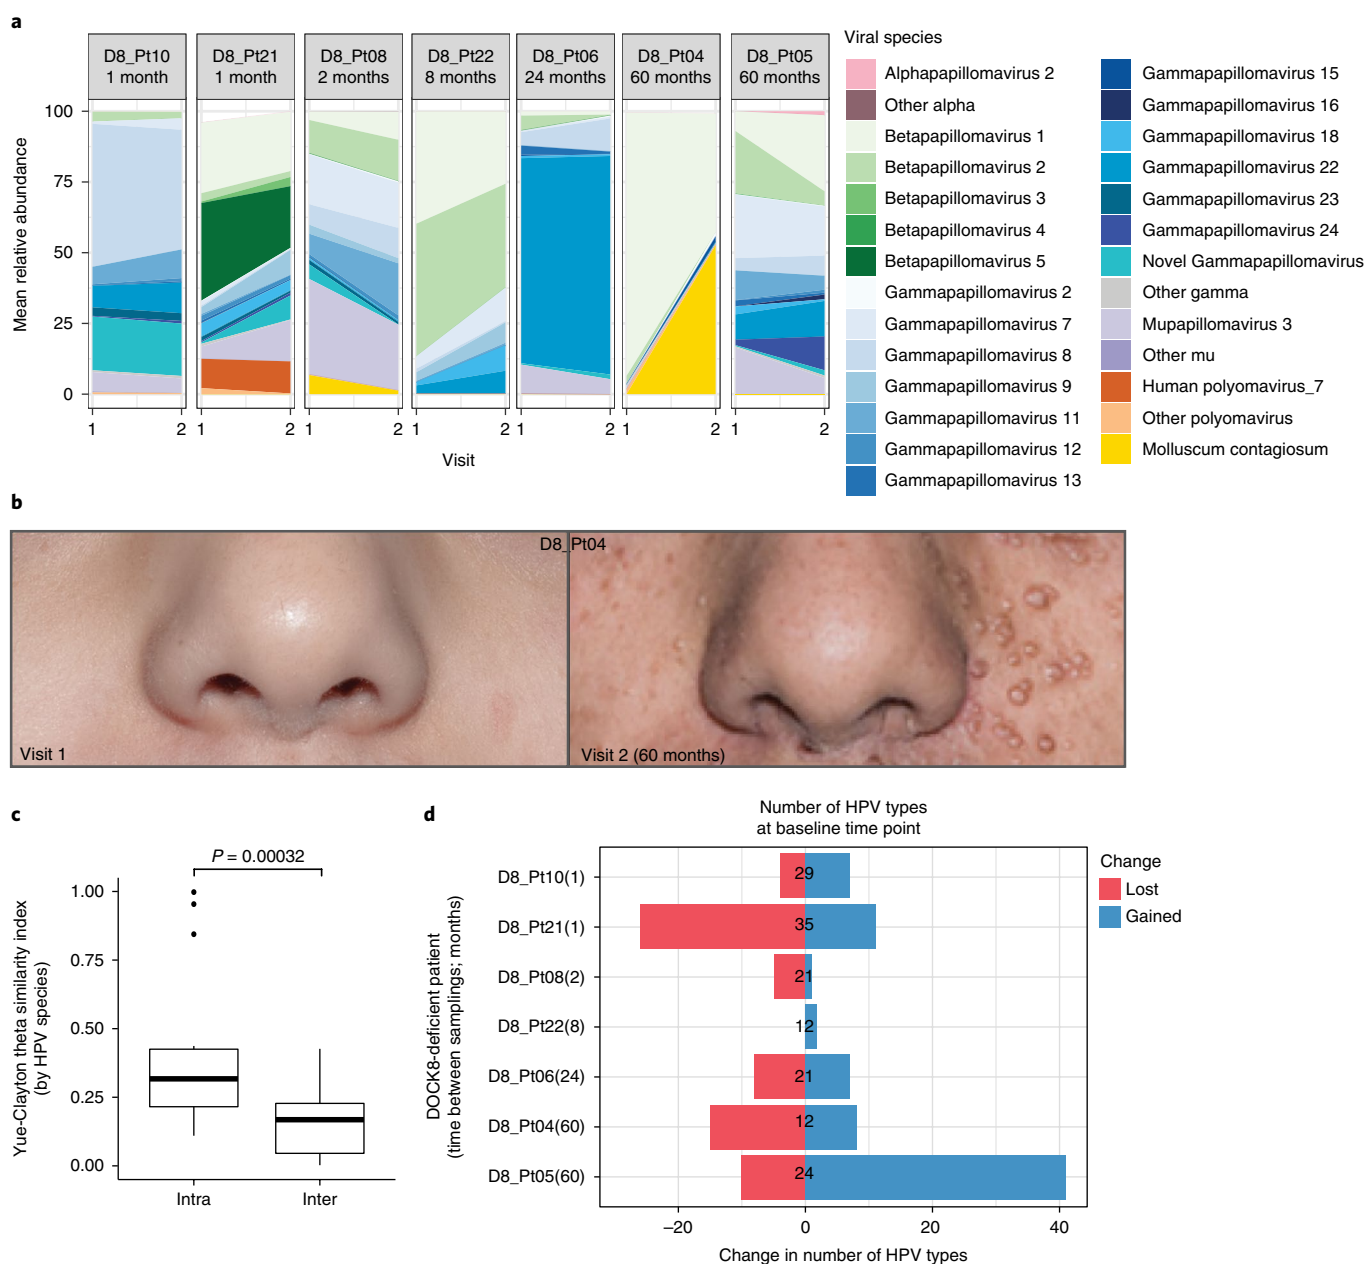 a
D8_Pt10
1 month
D8_Pt21
1 month
D8_Pt08
2 months
D8_Pt22
8 months
D8_Pt06
24 months
D8_Pt04
60 months
D8_Pt05
60 months
Mean relative abundance
100
75
50
25
0
1 2 1 2 1 2 1 2 1 2 1 2 1 2
Visit
Viral species
Alphapapillomavirus 2
Other alpha
Betapapillomavirus 1
Betapapillomavirus 2
Betapapillomavirus 3
Betapapillomavirus 4
Betapapillomavirus 5
Gammapapillomavirus 2
Gammapapillomavirus 7
Gammapapillomavirus 8
Gammapapillomavirus 9
Gammapapillomavirus 11
Gammapapillomavirus 12
Gammapapillomavirus 13
Gammapapillomavirus 15
Gammapapillomavirus 16
Gammapapillomavirus 18
Gammapapillomavirus 22
Gammapapillomavirus 23
Gammapapillomavirus 24
Novel Gammapapillomavirus
Other gamma
Mupapillomavirus 3
Other mu
Human polyomavirus_7
Other polyomavirus
Molluscum contagiosum
b
D8_Pt04
Visit 1
Visit 2 (60 months)
c
P = 0.00032
Yue-Clayton theta similarity index
(by HPV species)
1.00
0.75
0.50
0.25
0.00
Intra Inter
d
Number of HPV types
at baseline time point
DOCK8-deficient patient
(time between samplings; months)
D8_Pt10(1) 29
D8_Pt21(1) 35
D8_Pt08(2) 21
D8_Pt22(8) 12
D8_Pt06(24) 21
D8_Pt04(60) 12
D8_Pt05(60) 24
–20 0 20 40
Change in number of HPV types
Change
Lost
Gained